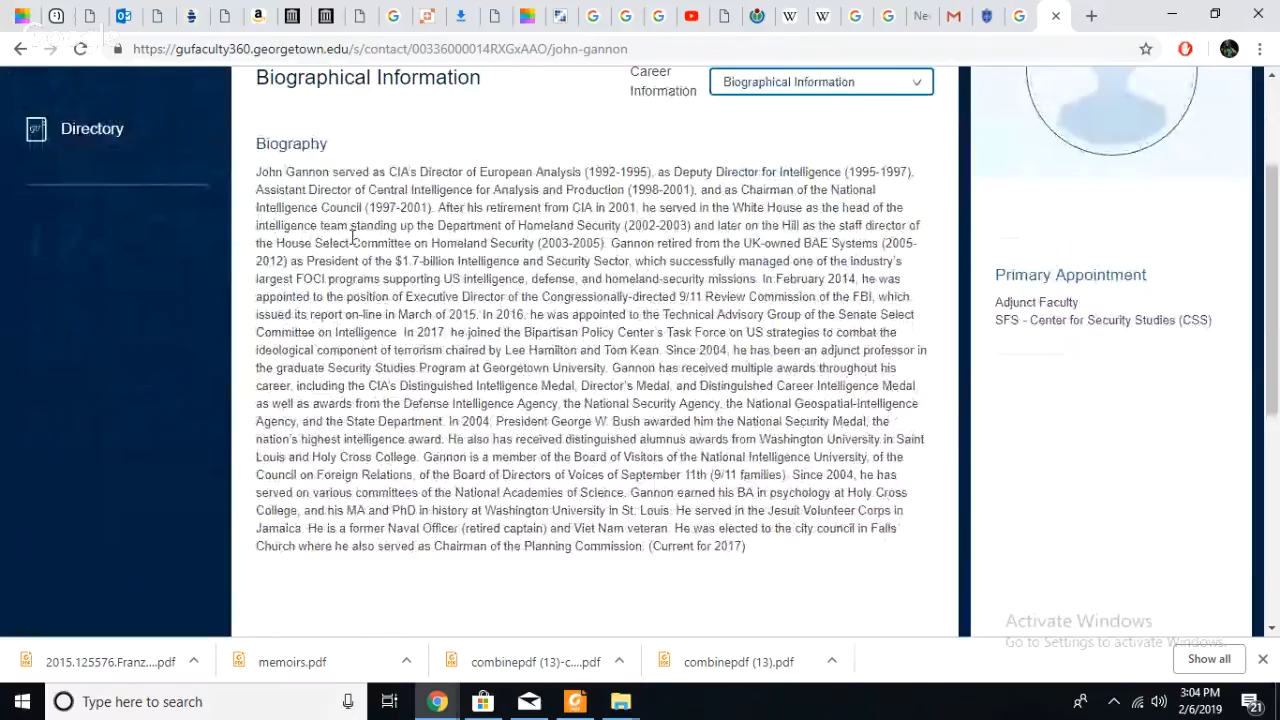 Ne
https://gufaculty360.georgetown.edu/s/contact/00336000014RXGxAAO/john-gannon
Biographical Information
Career
Information
Biographical Information
Directory
Biography
John Gannon served as CIA's Director of European Analysis (1992-1995), as Deputy Director for Intelligence (1995-1997),
Assistant Director of Central Intelligence for Analysis and Production (1998-2001), and as Chairman of the National
Intelligence Council (1997-2001). After his retirement from CIA in 2001, he served in the White House as the head of the
intelligence team standing up the Department of Homeland Security (2002-2003) and later on the Hill as the staff director of
the House Select Committee on Homeland Security (2003-2005). Gannon retired from the UK-owned BAE Systems (2005-
2012) as President of the $1.7-billion Intelligence and Security Sector, which successfully managed one of the industry's
largest FOCI programs supporting US intelligence, defense, and homeland-security missions. In February 2014, he was
appointed to the position of Executive Director of the Congressionally-directed 9/11 Review Commission of the FBI, which
issued its report on-line in March of 2015. In 2016, he was appointed to the Technical Advisory Group of the Senate Select
Committee on Intelligence. In 2017, he joined the Bipartisan Policy Center's Task Force on US strategies to combat the
ideological component of terrorism chaired by Lee Hamilton and Tom Kean. Since 2004, he has been an adjunct professor in
the graduate Security Studies Program at Georgetown University. Gannon has received multiple awards throughout his
career, including the CIA's Distinguished Intelligence Medal, Director's Medal, and Distinguished Career Intelligence Medal,
as well as awards from the Defense Intelligence Agency, the National Security Agency, the National Geospatial-Intelligence
Agency, and the State Department. In 2004, President George W. Bush awarded him the National Security Medal, the
nation's highest intelligence award. He also has received distinguished alumnus awards from Washington University in Saint
Louis and Holy Cross College. Gannon is a member of the Board of Visitors of the National Intelligence University, of the
Council on Foreign Relations, of the Board of Directors of Voices of September 11th (9/11 families). Since 2004, he has
served on various committees of the National Academies of Science. Gannon earned his BA in psychology at Holy Cross
College, and his MA and PhD in history at Washington University in St. Louis. He served in the Jesuit Volunteer Corps in
Jamaica. He is a former Naval Officer (retired captain) and Viet Nam veteran. He was elected to the city council in Falls
Church where he also served as Chairman of the Planning Commission. (Current for 2017)
Primary Appointment
Adjunct Faculty
SFS - Center for Security Studies (CSS)
Activate Windows
Go to Settings to activate Windows.
2015.125576.Franz....pdf
memoirs.pdf
combinepdf (13)-c....pdf
combinepdf (13).pdf
Show all
Type here to search
3:04 PM
2/6/2019
21